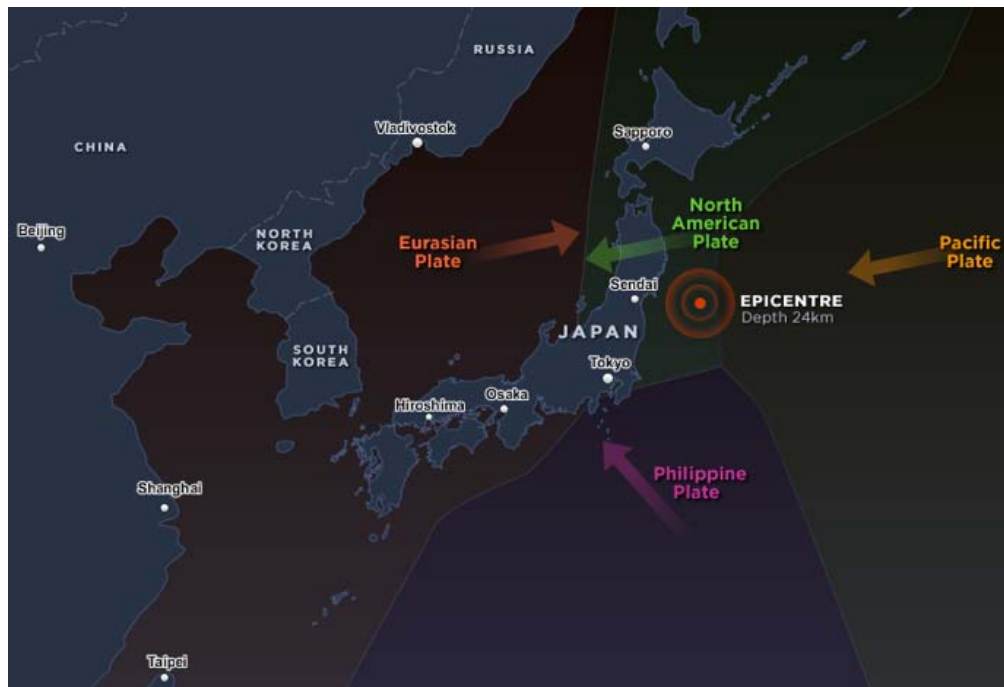 RUSSIA
Vladivostok
Sapporo
CHINA
Beijing
NORTH
KOREA
Eurasian
Plate
North
American
Plate
Pacific
Plate
Sendai
EPICENTRE
Depth 24km
JAPAN
SOUTH
KOREA
Tokyo
Hiroshima
Osaka
Philippine
Plate
Shanghai
Taipei